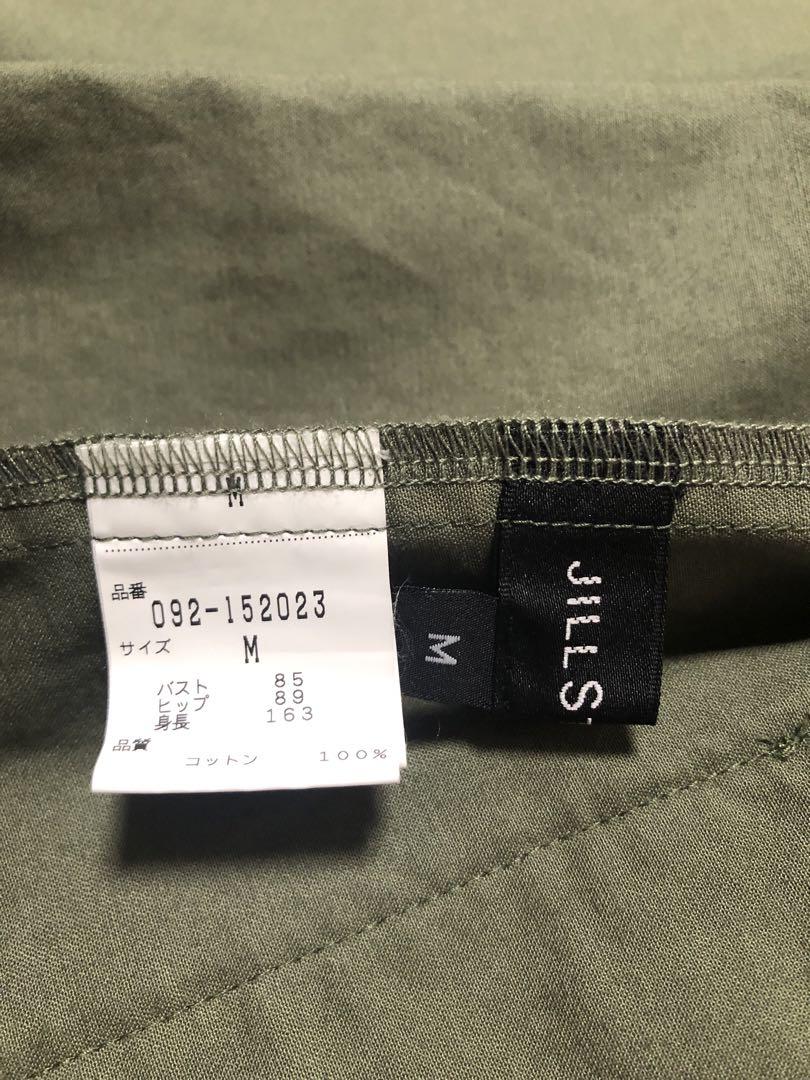 M
品番
092-152023
サイズ
M
バスト 85
ヒップ 89
身長 163
品質
コットン 100%
M
JILL S